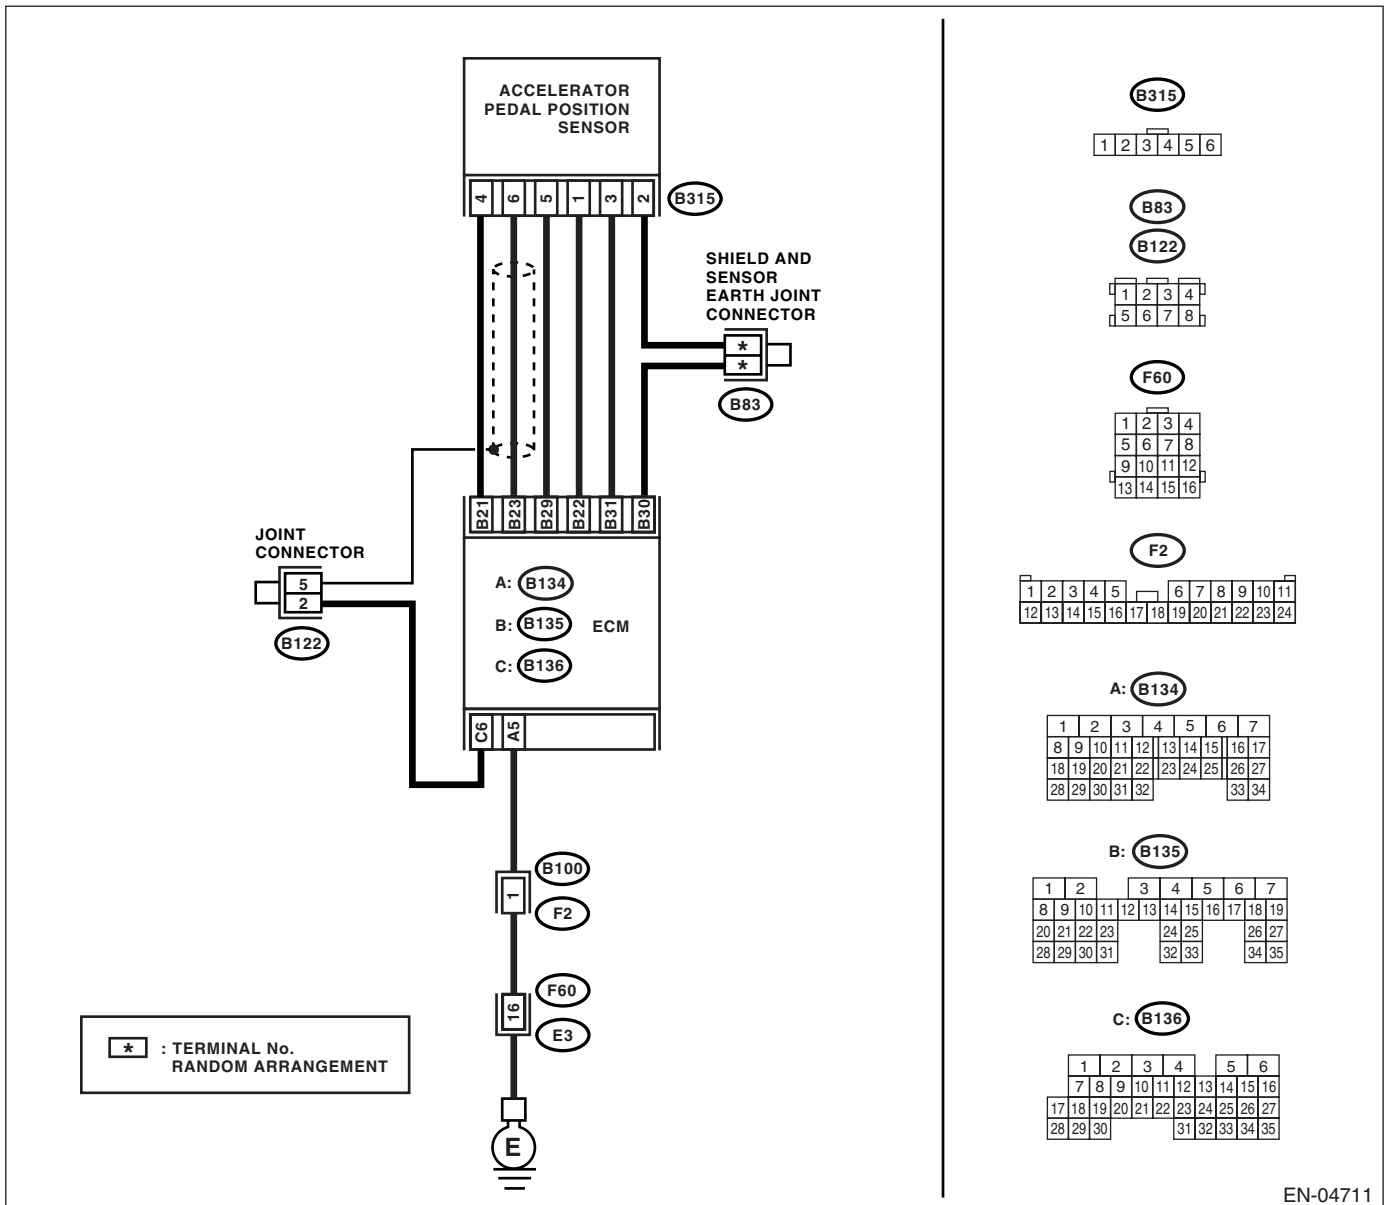 ACCELERATOR
PEDAL POSITION
SENSOR
4 6 5 1 3 2
B315
SHIELD AND
SENSOR
EARTH JOINT
CONNECTOR
*
*
B83
B21 B23 B29 B22 B31 B30
JOINT
CONNECTOR
5
2
B122
A: B134
B: B135 ECM
C: B136
C6 A5
B100
1
F2
F60
16
E3
E
* : TERMINAL No.
RANDOM ARRANGEMENT
B315
1 2 3 4 5 6
B83
B122
1 2 3 4
5 6 7 8
F60
1 2 3 4
5 6 7 8
9 10 11 12
13 14 15 16
F2
1 2 3 4 5 6 7 8 9 10 11
12 13 14 15 16 17 18 19 20 21 22 23 24
A: B134
1 2 3 4 5 6 7
8 9 10 11 12 13 14 15 16 17
18 19 20 21 22 23 24 25 26 27
28 29 30 31 32 33 34
B: B135
1 2 3 4 5 6 7
8 9 10 11 12 13 14 15 16 17 18 19
20 21 22 23 24 25 26 27
28 29 30 31 32 33 34 35
C: B136
1 2 3 4 5 6
7 8 9 10 11 12 13 14 15 16
17 18 19 20 21 22 23 24 25 26 27
28 29 30 31 32 33 34 35
EN-04711